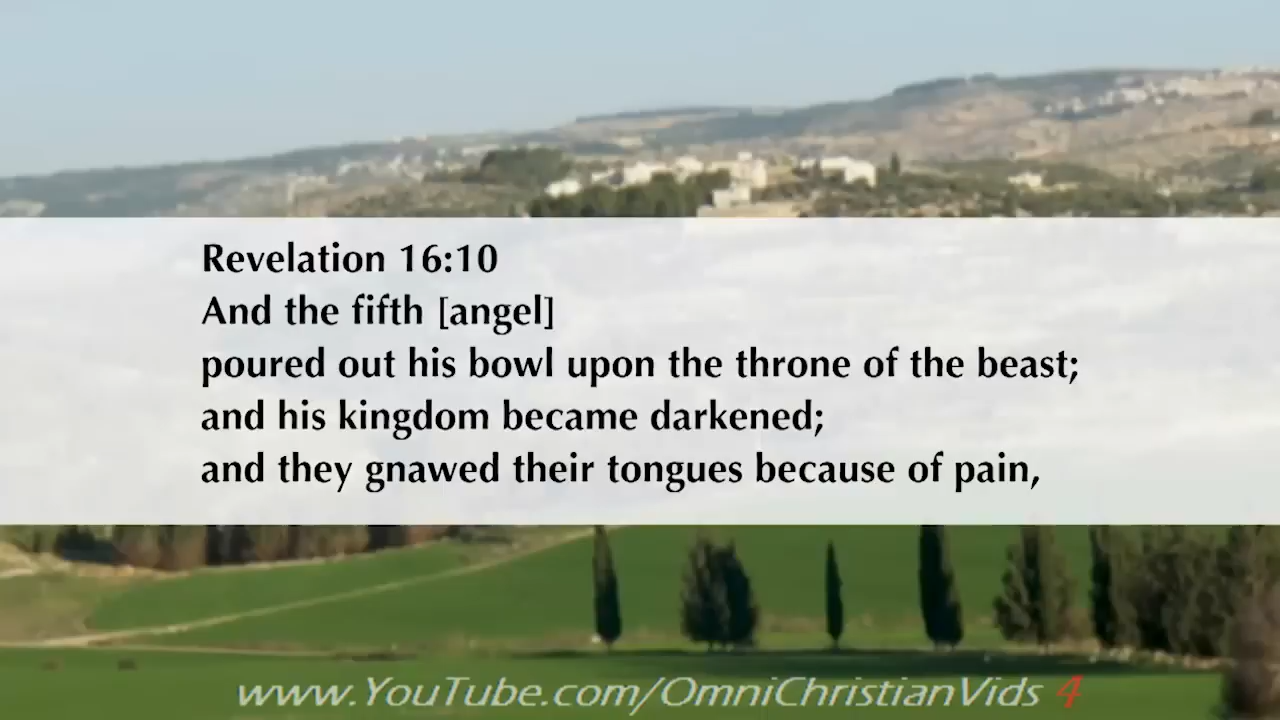 Revelation 16:10
And the fifth [angel]
poured out his bowl upon the throne of the beast;
and his kingdom became darkened;
and they gnawed their tongues because of pain,
www.YouTube.com/OmniChristianVids 4